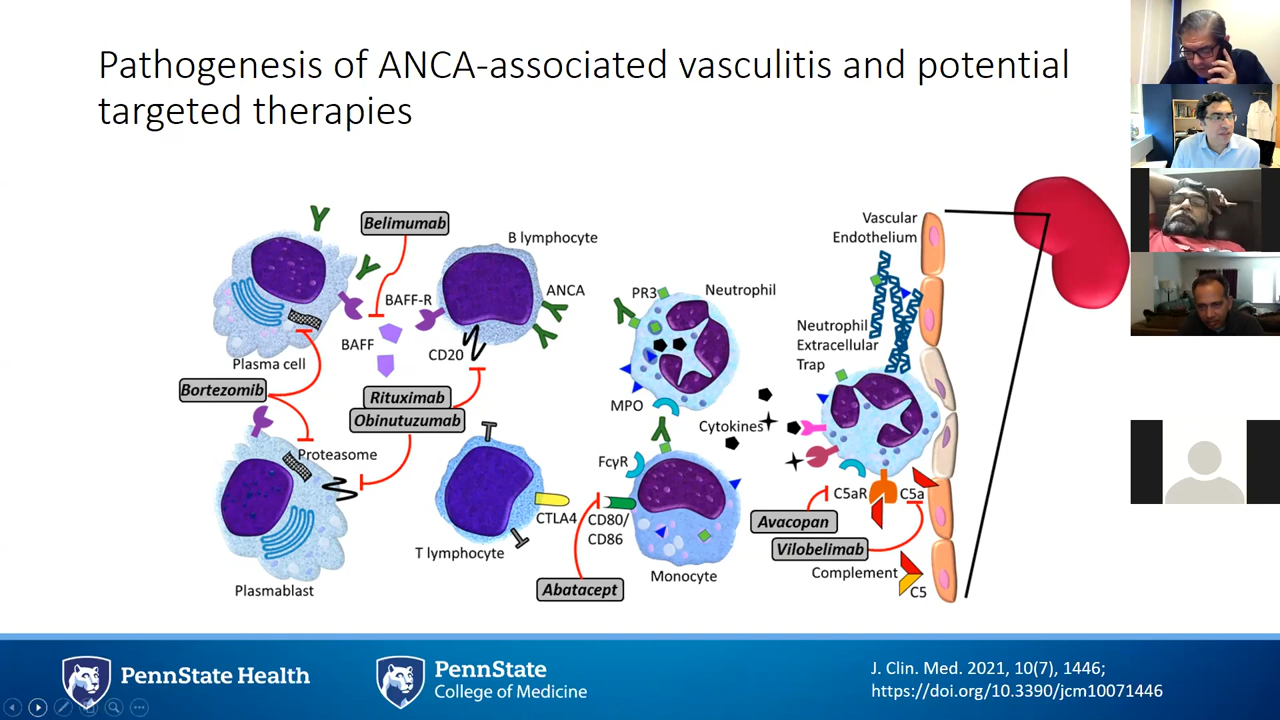 Pathogenesis of ANCA-associated vasculitis and potential
targeted therapies
Belimumab
B lymphocyte
Vascular
Endothelium
BAFF-R
ANCA
PR3
Neutrophil
BAFF
CD20
Neutrophil
Extracellular
Trap
Plasma cell
Bortezomib
Rituximab
Obinutuzumab
MPO
Cytokines
Proteasome
FcγR
C5aR
C5a
CTLA4
CD80/
CD86
Avacopan
T lymphocyte
Vilobelimab
Monocyte
Complement
Plasmablast
Abatacept
C5
PennState Health
PennState
College of Medicine
J. Clin. Med. 2021, 10(7), 1446;
https://doi.org/10.3390/jcm10071446